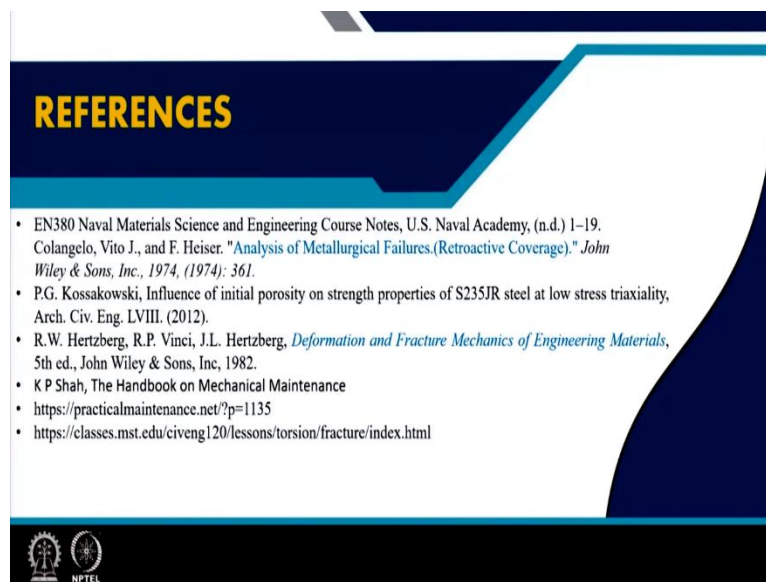 REFERENCES
• EN380 Naval Materials Science and Engineering Course Notes, U.S. Naval Academy, (n.d.) 1–19.
Colangelo, Vito J., and F. Heiser. "Analysis of Metallurgical Failures.(Retroactive Coverage)." John
Wiley & Sons, Inc., 1974, (1974): 361.
• P.G. Kossakowski, Influence of initial porosity on strength properties of S235JR steel at low stress triaxiality,
Arch. Civ. Eng. LVIII. (2012).
• R.W. Hertzberg, R.P. Vinci, J.L. Hertzberg, Deformation and Fracture Mechanics of Engineering Materials,
5th ed., John Wiley & Sons, Inc, 1982.
• K P Shah, The Handbook on Mechanical Maintenance
• https://practicalmaintenance.net/?p=1135
• https://classes.mst.edu/civeng120/lessons/torsion/fracture/index.html
NPTEL